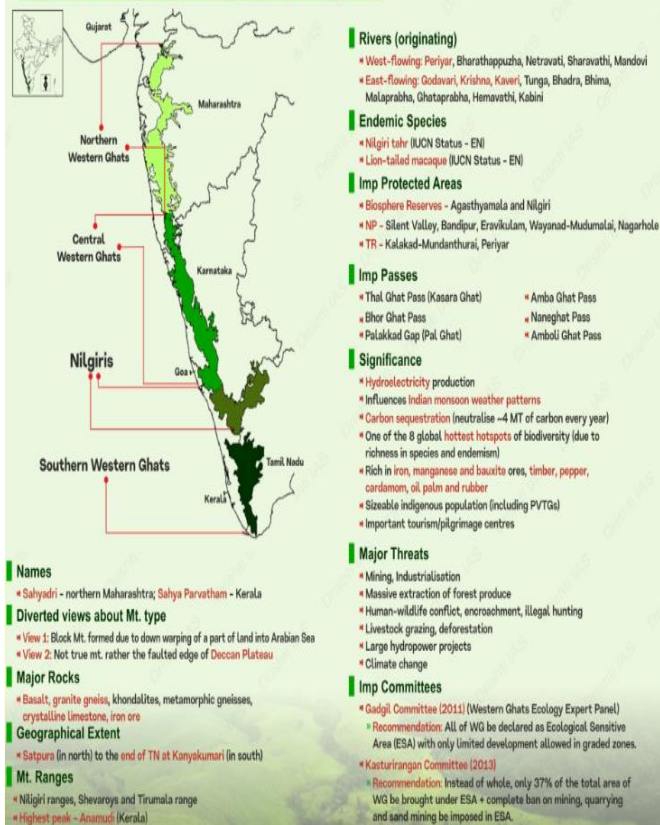 Gujarat
Maharashtra
Northern
Western Ghats
Central
Western Ghats
Karnataka
Nilgiris
Goa
Southern Western Ghats
Tamil Nadu
Kerala
Names
Sahyadri - northern Maharashtra; Sahya Parvatham - Kerala
Diverted views about Mt. type
View 1: Block Mt. formed due to down warping of a part of land into Arabian Sea
View 2: Not true mt. rather the faulted edge of Deccan Plateau
Major Rocks
Basalt, granite gneiss, khondalites, metamorphic gneisses,
crystalline limestone, iron ore
Geographical Extent
Satpura (in north) to the end of TN at Kanyakumari (in south)
Mt. Ranges
Niligiri ranges, Shevaroys and Tirumala range
Highest peak - Anamudi (Kerala)
Rivers (originating)
West-flowing: Periyar, Bharathappuzha, Netravati, Sharavathi, Mandovi
East-flowing: Godavari, Krishna, Kaveri, Tunga, Bhadra, Bhima,
Malaprabha, Ghataprabha, Hemavathi, Kabini
Endemic Species
Nilgiri tahr (IUCN Status - EN)
Lion-tailed macaque (IUCN Status - EN)
Imp Protected Areas
Biosphere Reserves - Agasthyamala and Nilgiri
NP - Silent Valley, Bandipur, Eravikulam, Wayanad-Mudumalai, Nagarhole
TR - Kalakad-Mundanthurai, Periyar
Imp Passes
Thal Ghat Pass (Kasara Ghat)
Bhor Ghat Pass
Palakkad Gap (Pal Ghat)
Amba Ghat Pass
Naneghat Pass
Amboli Ghat Pass
Significance
Hydroelectricity production
Influences Indian monsoon weather patterns
Carbon sequestration (neutralise ~4 MT of carbon every year)
One of the 8 global hottest hotspots of biodiversity (due to
richness in species and endemism)
Rich in iron, manganese and bauxite ores, timber, pepper,
cardamom, oil palm and rubber
Sizeable indigenous population (including PVTGs)
Important tourism/pilgrimage centres
Major Threats
Mining, Industrialisation
Massive extraction of forest produce
Human-wildlife conflict, encroachment, illegal hunting
Livestock grazing, deforestation
Large hydropower projects
Climate change
Imp Committees
Gadgil Committee (2011) (Western Ghats Ecology Expert Panel)
Recommendation: All of WG be declared as Ecological Sensitive
Area (ESA) with only limited development allowed in graded zones.
Kasturirangan Committee (2013)
Recommendation: Instead of whole, only 37% of the total area of
WG be brought under ESA + complete ban on mining, quarrying
and sand mining be imposed in ESA.